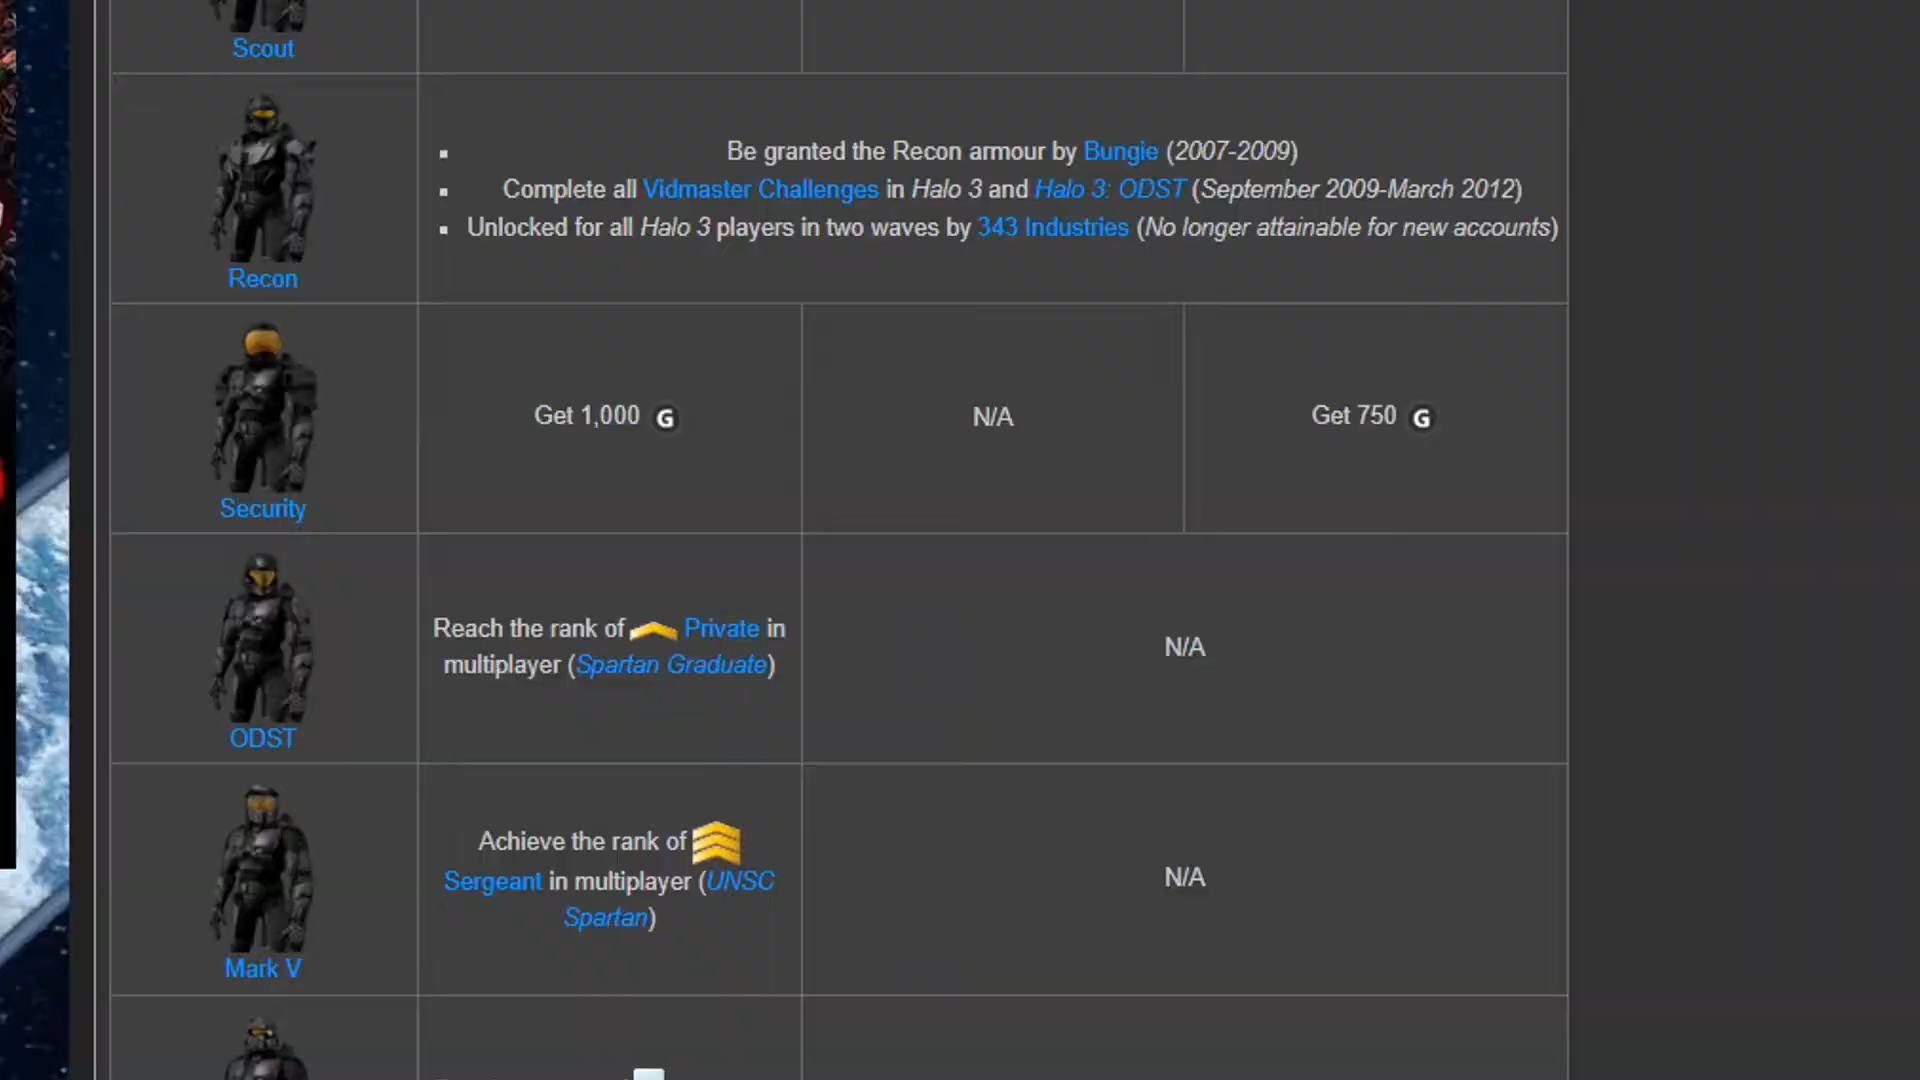 Scout
Be granted the Recon armour by Bungie (2007-2009)
Complete all Vidmaster Challenges in Halo 3 and Halo 3: ODST (September 2009-March 2012)
Unlocked for all Halo 3 players in two waves by 343 Industries (No longer attainable for new accounts)
Recon
Get 1,000 G
N/A
Get 750 G
Security
Reach the rank of Private in
multiplayer (Spartan Graduate)
N/A
ODST
Achieve the rank of
Sergeant in multiplayer (UNSC
Spartan)
N/A
Mark V